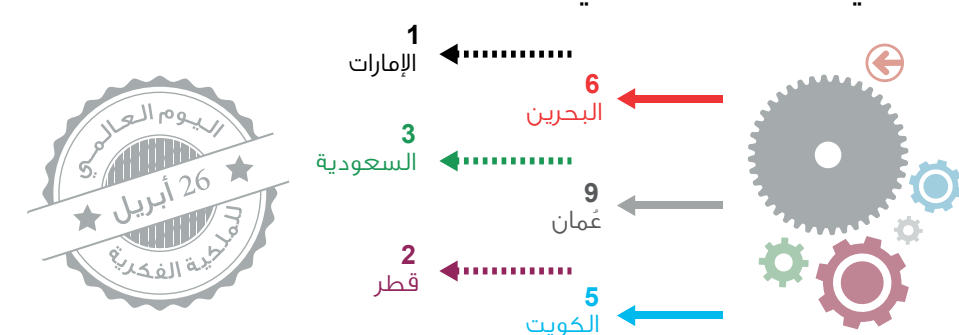 1
الإمارات
6
البحرين
3
السعودية
9
عُمان
2
قطر
5
الكويت
اليوم العالمي
26 أبريل
للملكية الفكرية